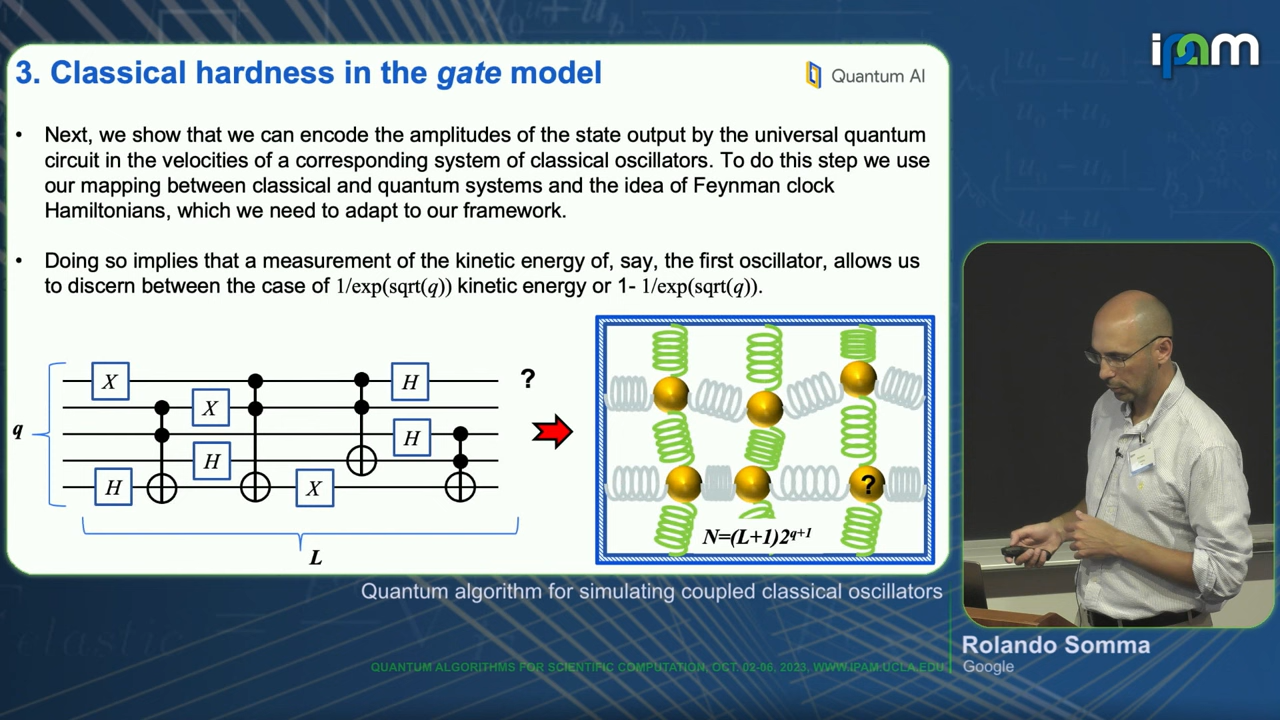 ipam
3. Classical hardness in the gate model
Quantum AI
• Next, we show that we can encode the amplitudes of the state output by the universal quantum
circuit in the velocities of a corresponding system of classical oscillators. To do this step we use
our mapping between classical and quantum systems and the idea of Feynman clock
Hamiltonians, which we need to adapt to our framework.
• Doing so implies that a measurement of the kinetic energy of, say, the first oscillator, allows us
to discern between the case of 1/exp(sqrt(q)) kinetic energy or 1- 1/exp(sqrt(q)).
X H ?
X
q H
H
H X
?
L
N=(L+1)2^{q+1}
Quantum algorithm for simulating coupled classical oscillators
Rolando Somma
Google
QUANTUM ALGORITHMS FOR SCIENTIFIC COMPUTATION, OCT. 02-06, 2023, WWW.IPAM.UCLA.EDU
elastic